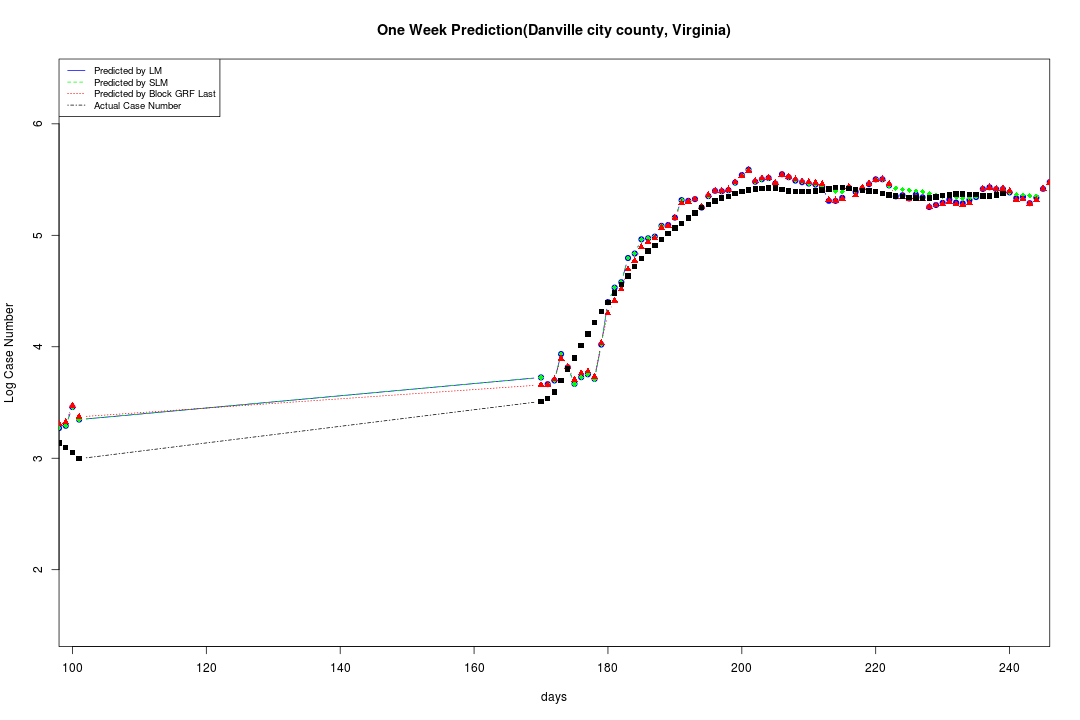 One Week Prediction(Danville city county, Virginia)
Predicted by LM
Predicted by SLM
Predicted by Block GRF Last
Actual Case Number
6
5
4
3
2
Log Case Number
100 120 140 160 180 200 220 240
days